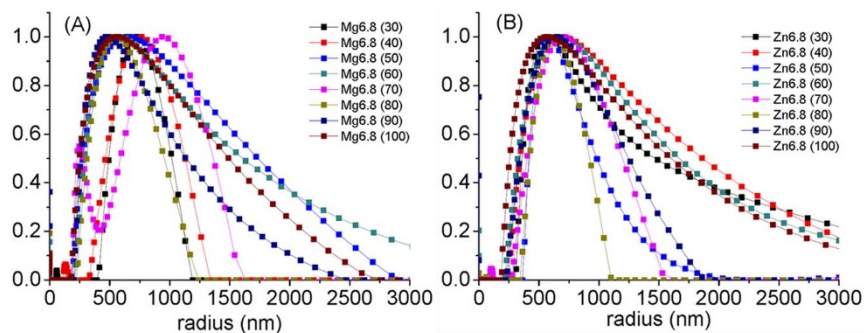 (A)
Mg6.8 (30)
Mg6.8 (40)
Mg6.8 (50)
Mg6.8 (60)
Mg6.8 (70)
Mg6.8 (80)
Mg6.8 (90)
Mg6.8 (100)
1.0
0.8
0.6
0.4
0.2
0.0
0 500 1000 1500 2000 2500 3000
radius (nm)
(B)
Zn6.8 (30)
Zn6.8 (40)
Zn6.8 (50)
Zn6.8 (60)
Zn6.8 (70)
Zn6.8 (80)
Zn6.8 (90)
Zn6.8 (100)
1.0
0.8
0.6
0.4
0.2
0.0
0 500 1000 1500 2000 2500 3000
radius (nm)